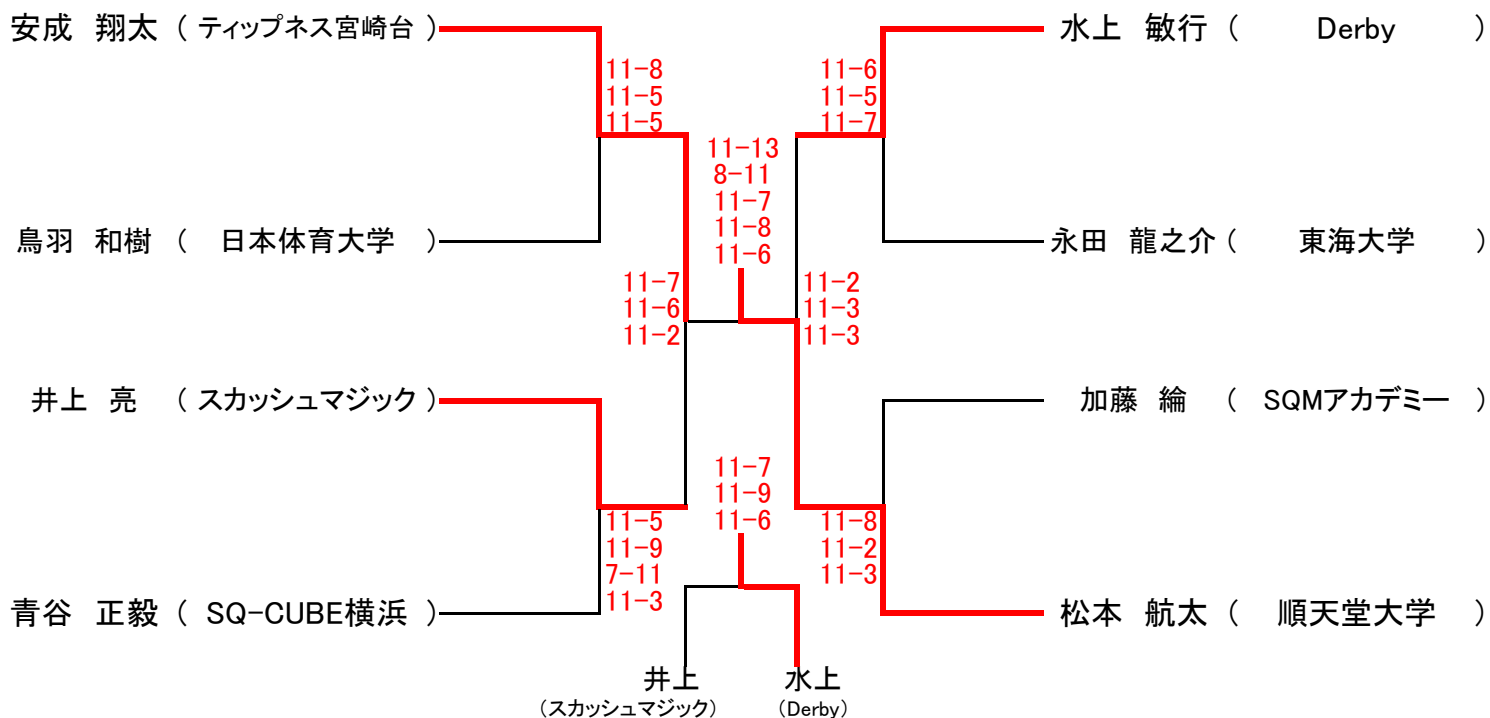 安成 翔太 ( ティップネス宮崎台 )
水上 敏行 ( Derby )
11-8
11-5
11-5
11-6
11-5
11-7
11-13
8-11
11-7
11-8
11-6
鳥羽 和樹 ( 日本体育大学 )
永田 龍之介 ( 東海大学 )
11-7
11-6
11-2
11-2
11-3
11-3
井上 亮 ( スカッシュマジック )
加藤 綸 ( SQMアカデミー )
11-7
11-9
11-6
11-5
11-9
7-11
11-3
11-8
11-2
11-3
青谷 正毅 ( SQ-CUBE横浜 )
松本 航太 ( 順天堂大学 )
井上
(スカッシュマジック)
水上
(Derby)